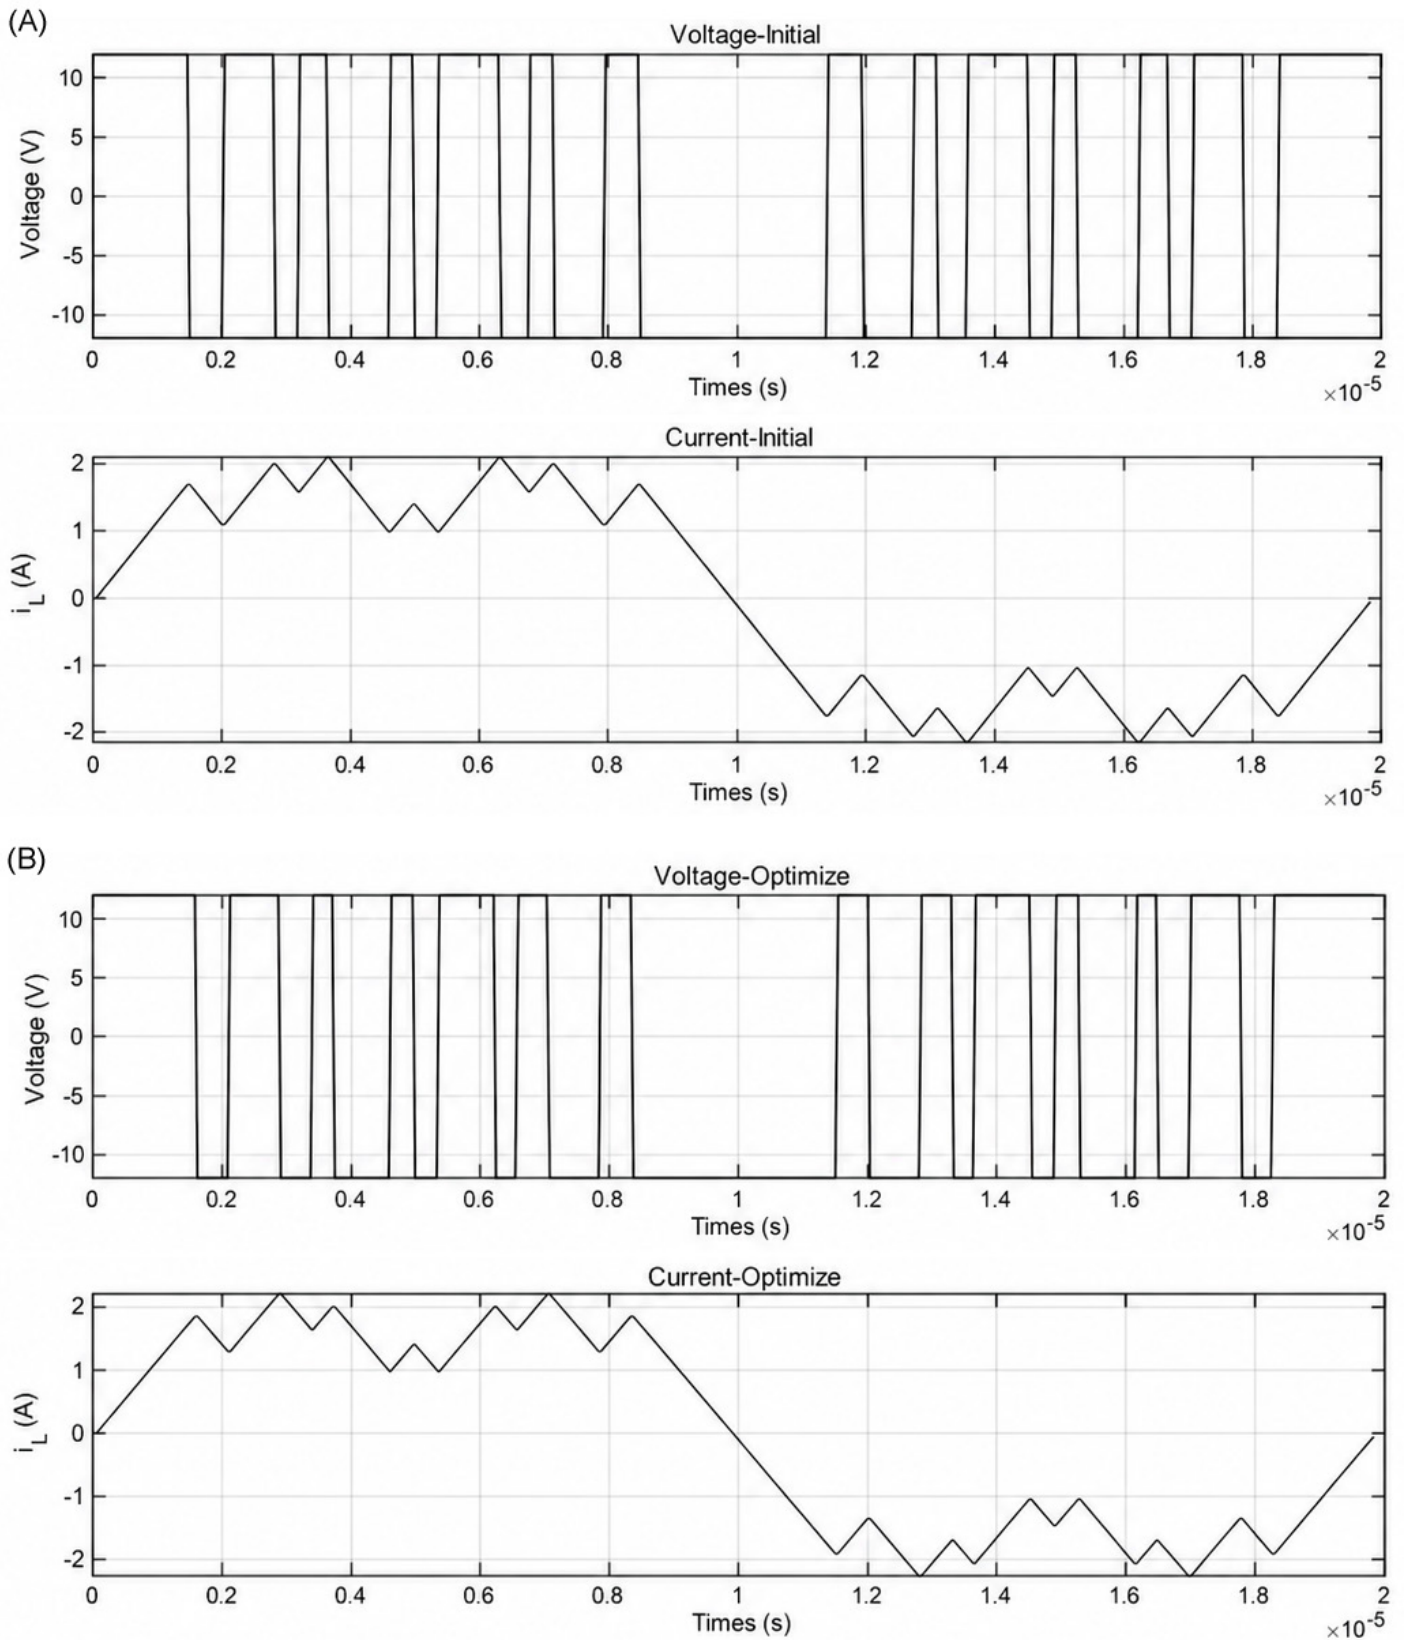 (A)
Voltage-Initial
10
5
0
-5
-10
Voltage (V)
0 0.2 0.4 0.6 0.8 1 1.2 1.4 1.6 1.8 2
Times (s)
×10-5
Current-Initial
2
1
0
-1
-2
iL (A)
0 0.2 0.4 0.6 0.8 1 1.2 1.4 1.6 1.8 2
Times (s)
×10-5
(B)
Voltage-Optimize
10
5
0
-5
-10
Voltage (V)
0 0.2 0.4 0.6 0.8 1 1.2 1.4 1.6 1.8 2
Times (s)
×10-5
Current-Optimize
2
1
0
-1
-2
iL (A)
0 0.2 0.4 0.6 0.8 1 1.2 1.4 1.6 1.8 2
Times (s)
×10-5